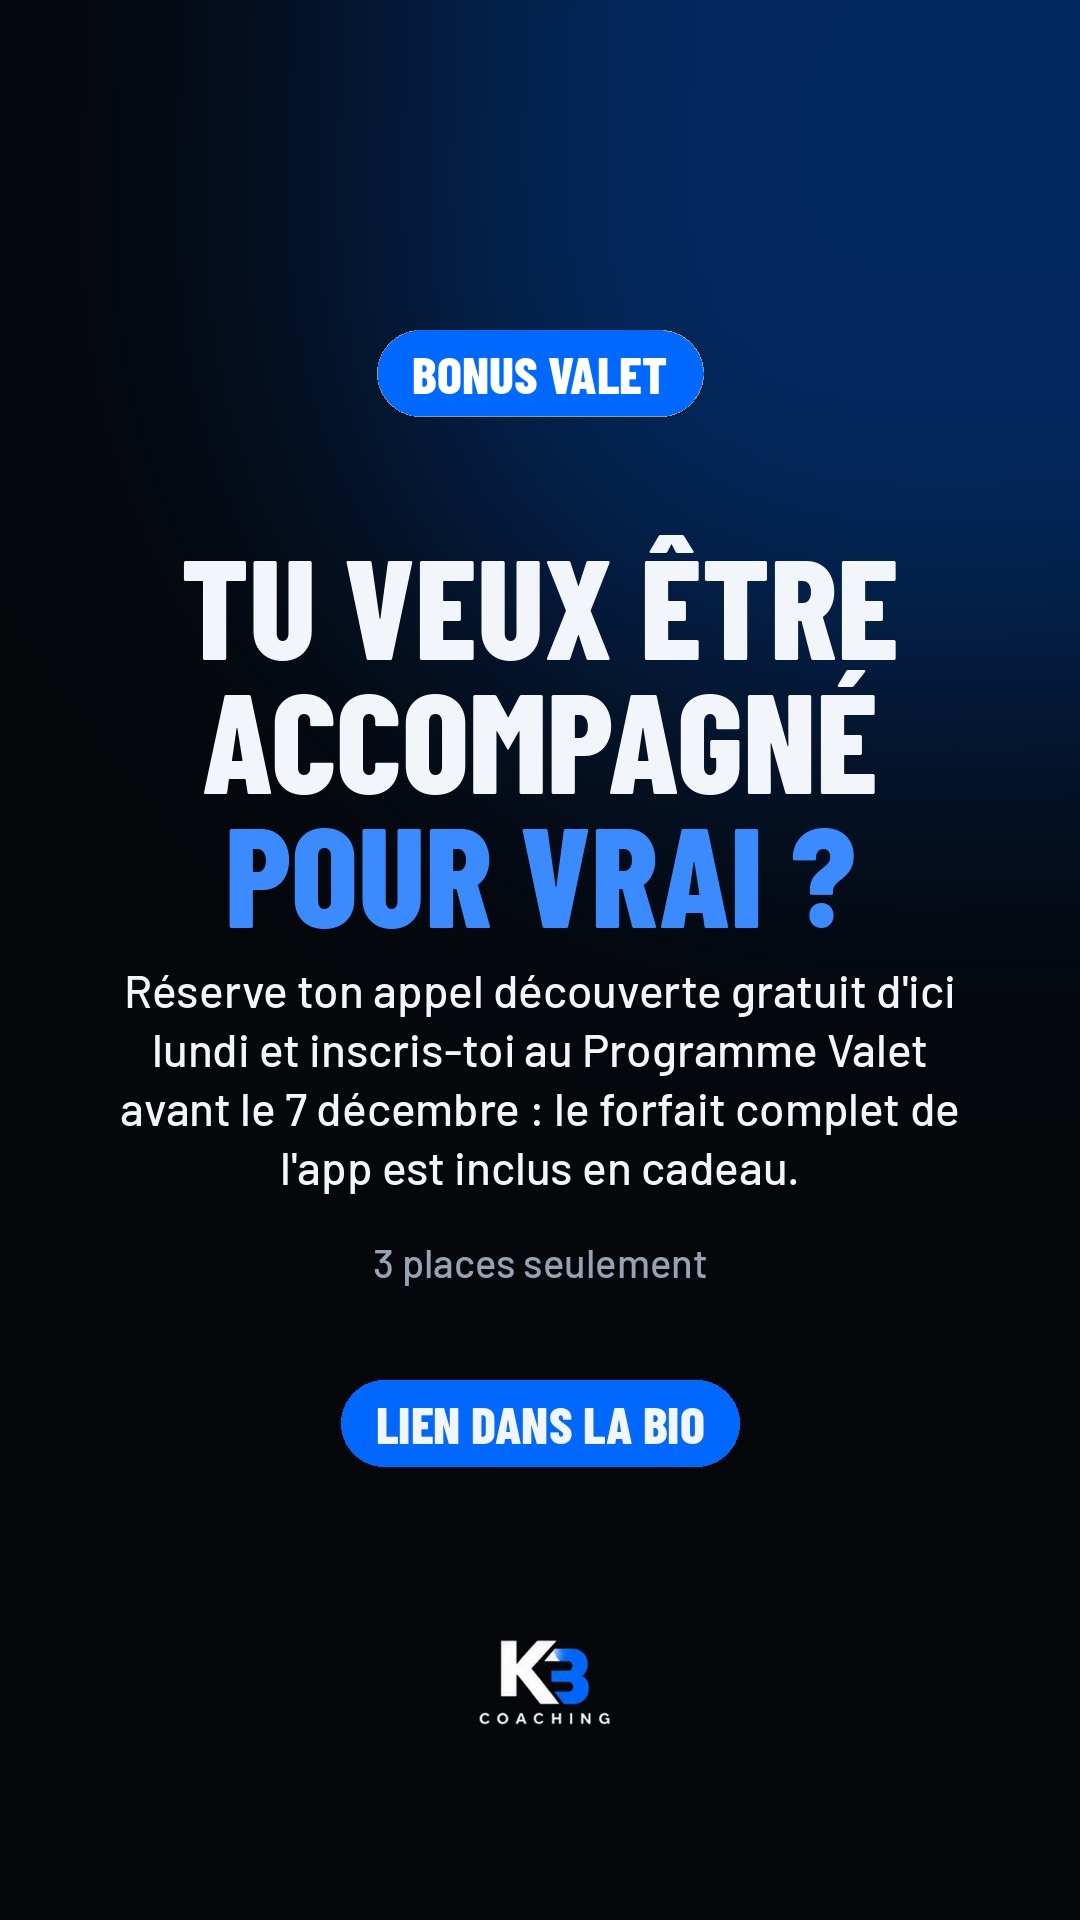 BONUS VALET
TU VEUX ÊTRE
ACCOMPAGNÉ
POUR VRAI ?
Réserve ton appel découverte gratuit d'ici
lundi et inscris-toi au Programme Valet
avant le 7 décembre : le forfait complet de
l'app est inclus en cadeau.
3 places seulement
LIEN DANS LA BIO
KB
COACHING